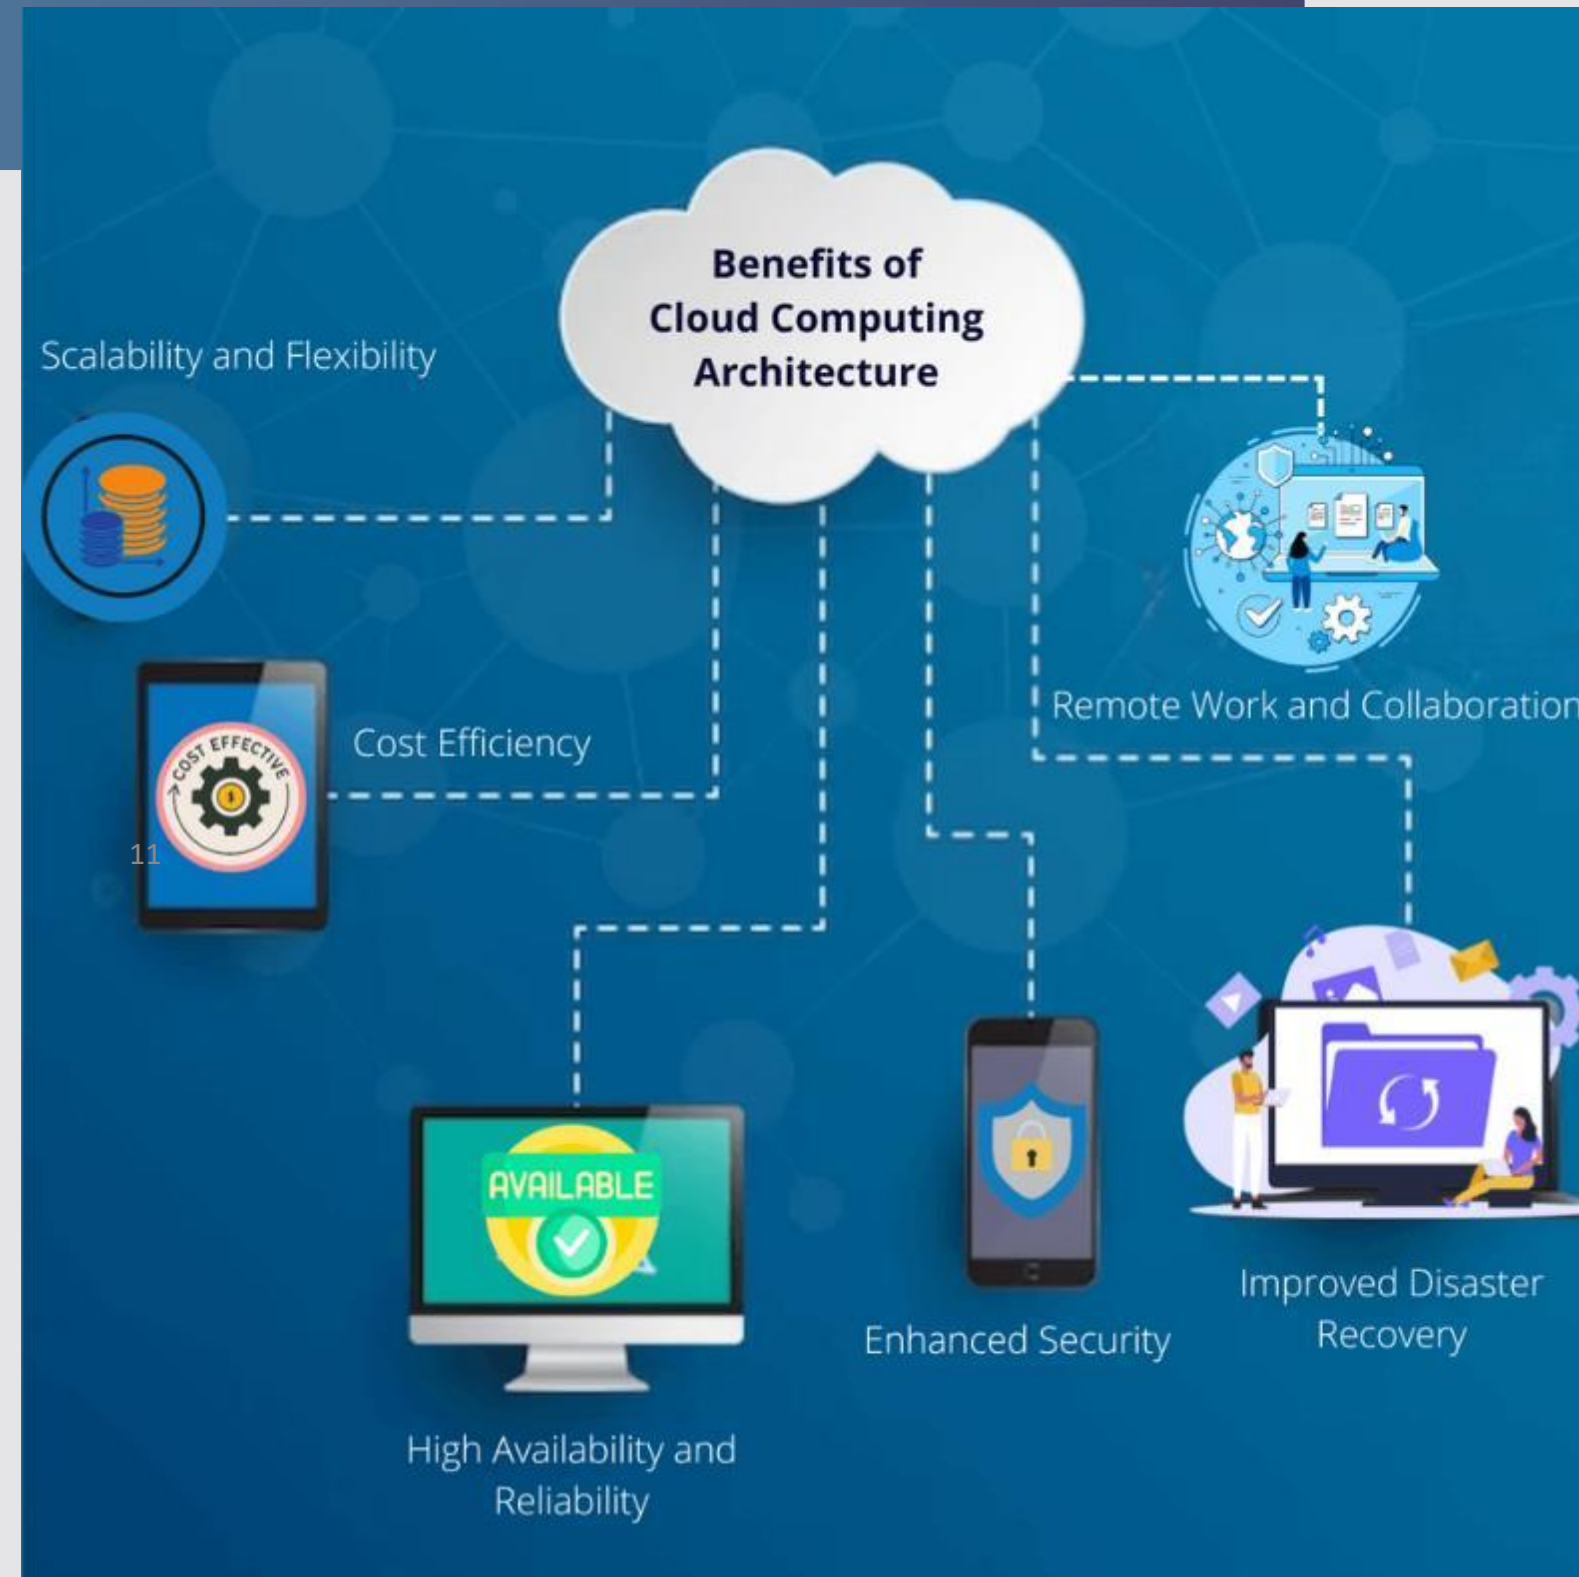 Benefits of
Cloud Computing
Architecture
Scalability and Flexibility
Remote Work and Collaboration
Cost Efficiency
COST EFFECTIVE
$
11
AVAILABLE
Enhanced Security
Improved Disaster
Recovery
High Availability and
Reliability